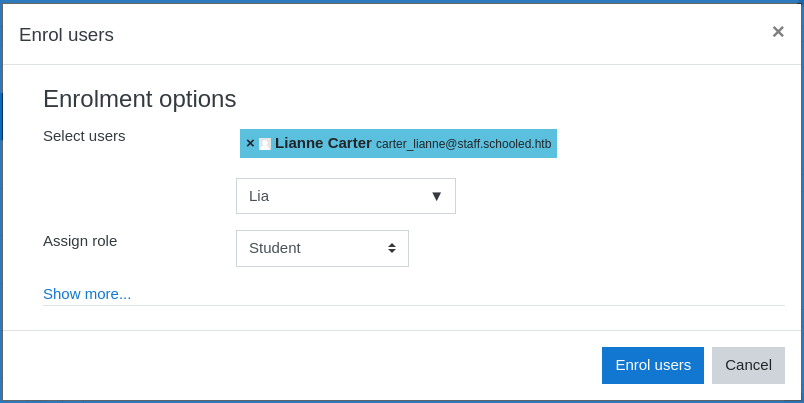 Enrol users ×
Enrolment options
Select users
× Lianne Carter carter_lianne@staff.schooled.htb
Lia ▼
Assign role Student
Show more...
Enrol users Cancel